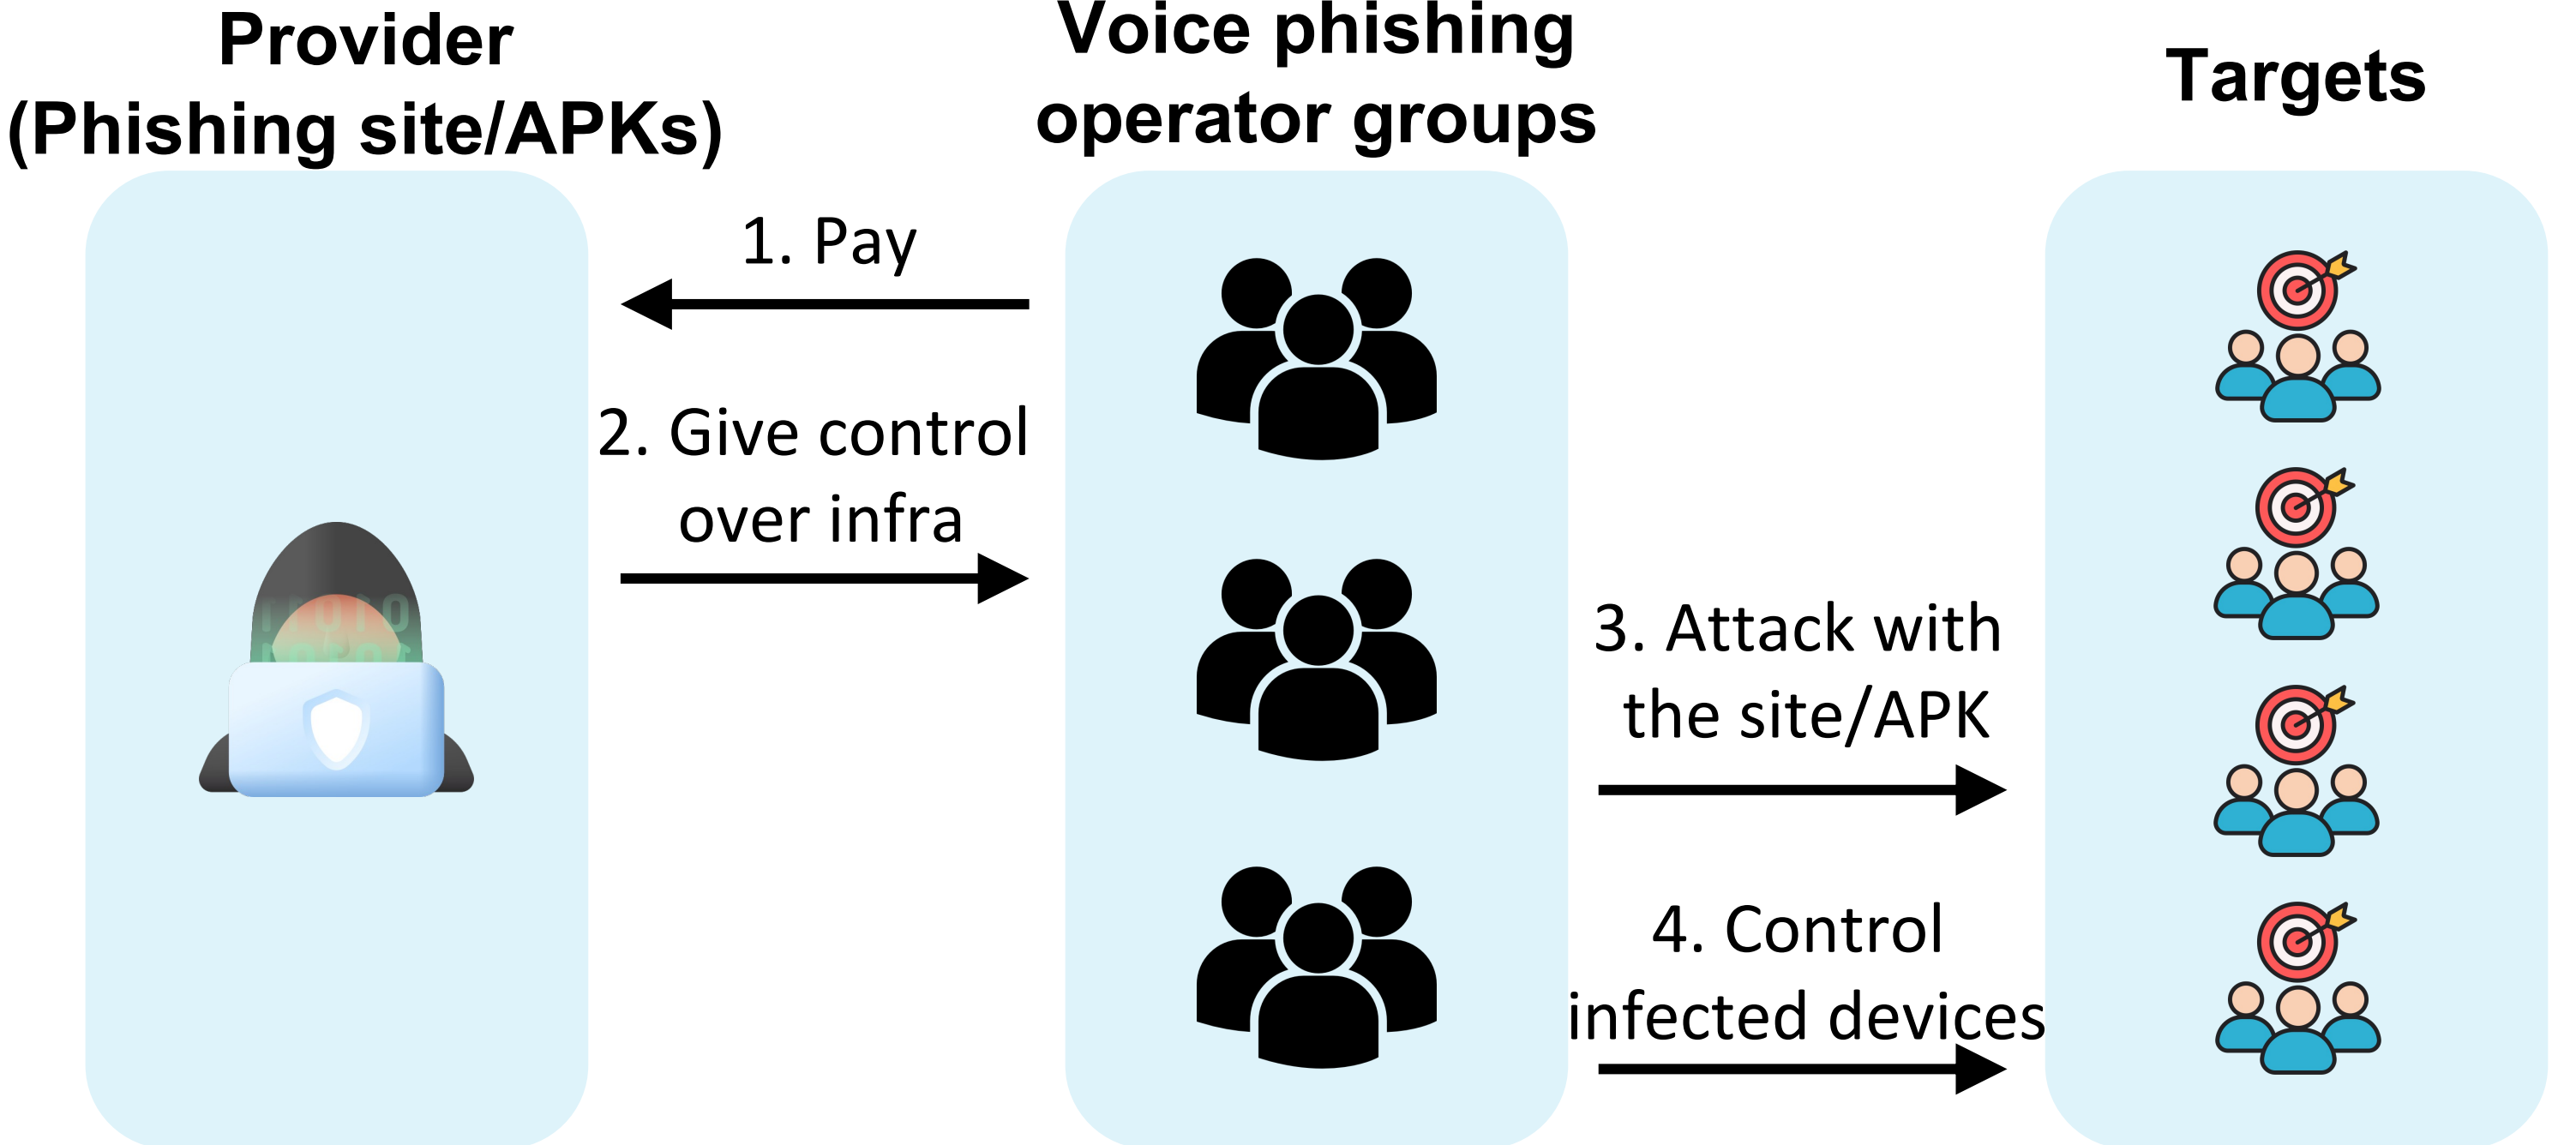 Provider
(Phishing site/APKs)
Voice phishing
operator groups
Targets
1. Pay
2. Give control
over infra
3. Attack with
the site/APK
4. Control
infected devices